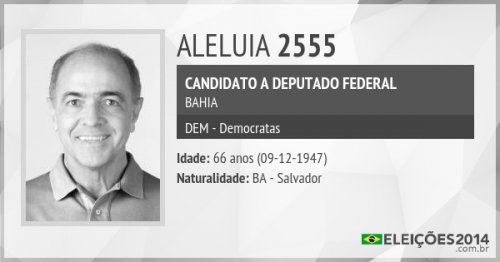 ALELUIA 2555
CANDIDATO A DEPUTADO FEDERAL
BAHIA
DEM - Democratas
Idade: 66 anos (09-12-1947)
Naturalidade: BA - Salvador
ELEIÇÕES2014
.com.br